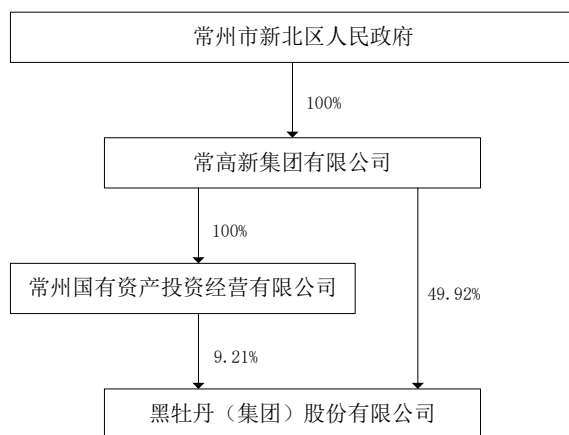 常州市新北区人民政府
100%
常高新集团有限公司
100%
常州国有资产投资经营有限公司
49.92%
9.21%
黑牡丹（集团）股份有限公司